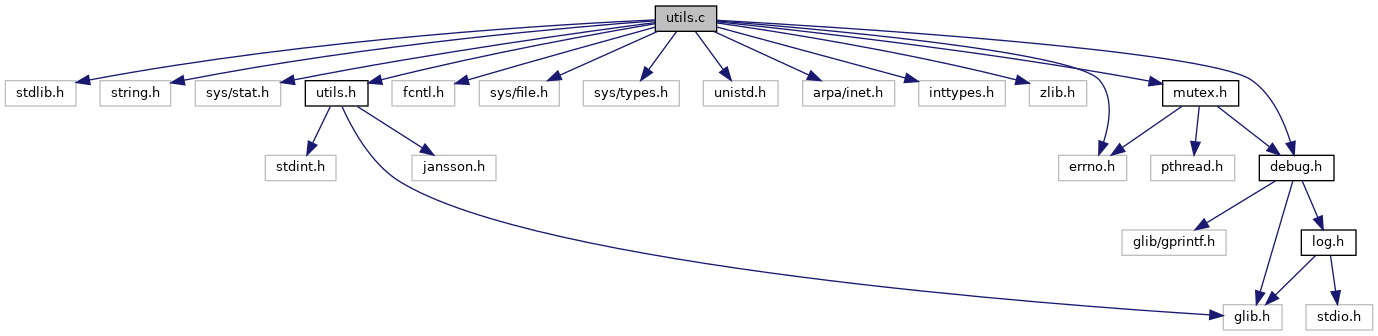 utils.c
stdlib.h
string.h
sys/stat.h
utils.h
fcntl.h
sys/file.h
sys/types.h
unistd.h
arpa/inet.h
inttypes.h
zlib.h
mutex.h
stdint.h
jansson.h
errno.h
pthread.h
debug.h
glib/gprintf.h
log.h
glib.h
stdio.h